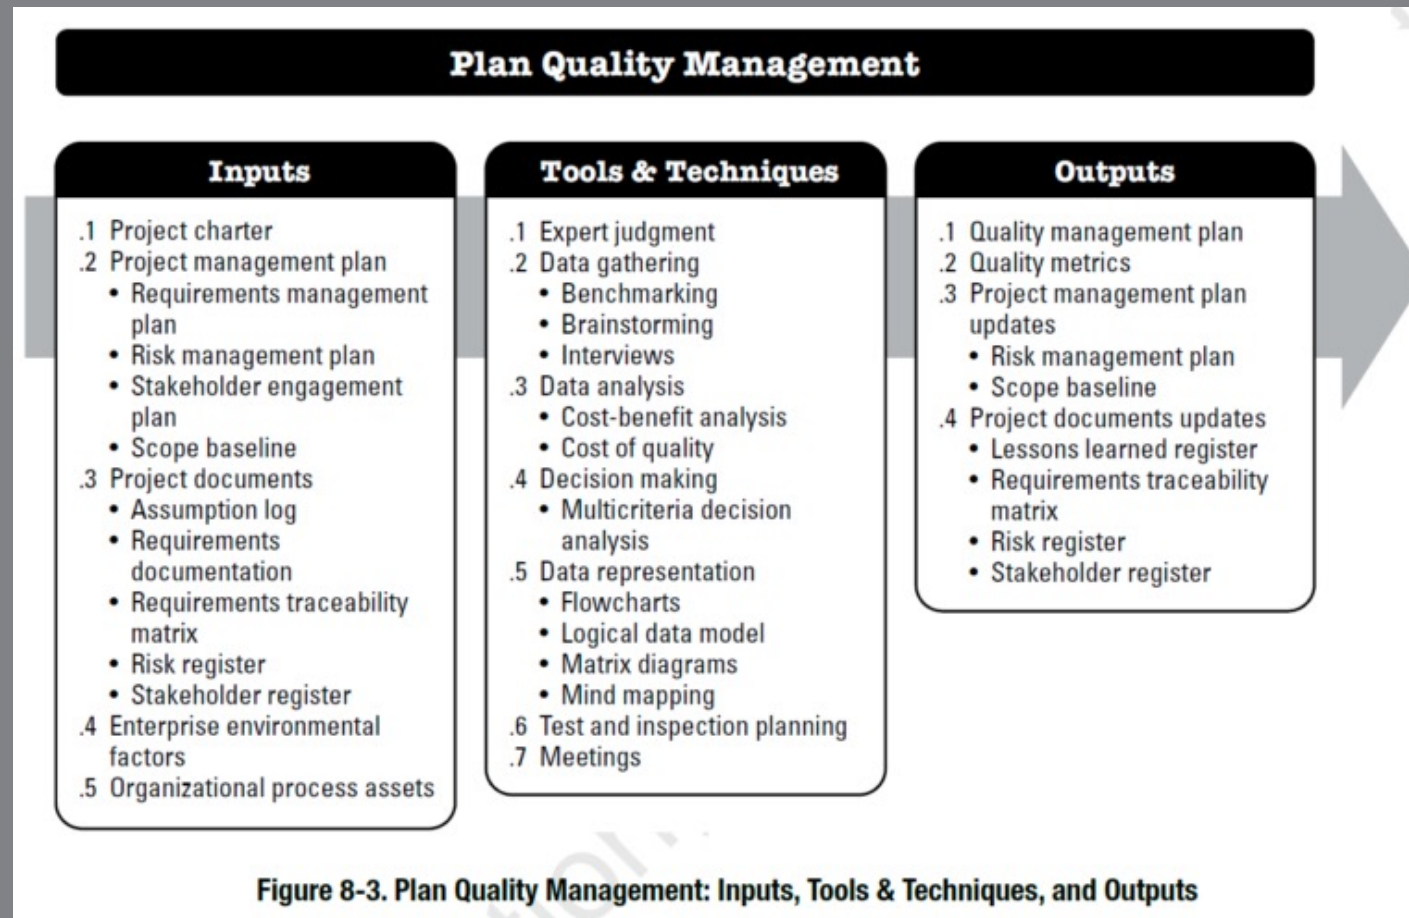 Plan Quality Management
Inputs
.1 Project charter
.2 Project management plan
• Requirements management
plan
• Risk management plan
• Stakeholder engagement
plan
• Scope baseline
.3 Project documents
• Assumption log
• Requirements
documentation
• Requirements traceability
matrix
• Risk register
• Stakeholder register
.4 Enterprise environmental
factors
.5 Organizational process assets
Tools & Techniques
.1 Expert judgment
.2 Data gathering
• Benchmarking
• Brainstorming
• Interviews
.3 Data analysis
• Cost-benefit analysis
• Cost of quality
.4 Decision making
• Multicriteria decision
analysis
.5 Data representation
• Flowcharts
• Logical data model
• Matrix diagrams
• Mind mapping
.6 Test and inspection planning
.7 Meetings
Outputs
.1 Quality management plan
.2 Quality metrics
.3 Project management plan
updates
• Risk management plan
• Scope baseline
.4 Project documents updates
• Lessons learned register
• Requirements traceability
matrix
• Risk register
• Stakeholder register
Figure 8-3. Plan Quality Management: Inputs, Tools & Techniques, and Outputs